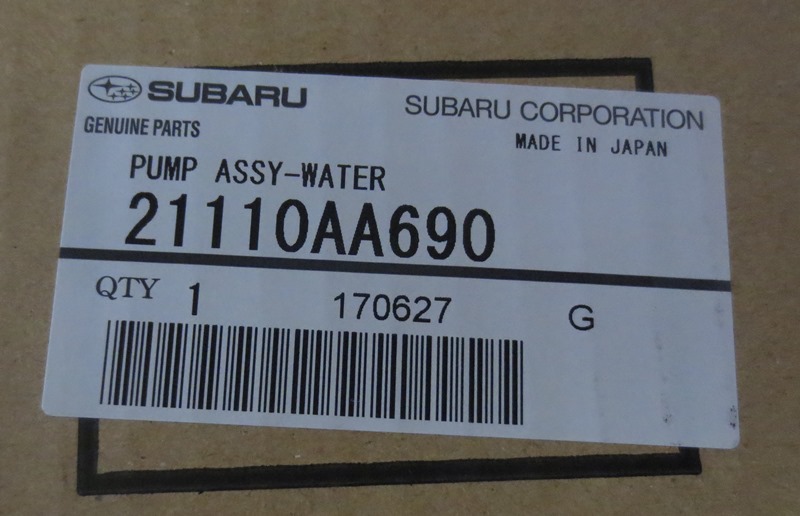 SUBARU
SUBARU CORPORATION
GENUINE PARTS
MADE IN JAPAN
PUMP ASSY-WATER
21110AA690
QTY 1 170627 G